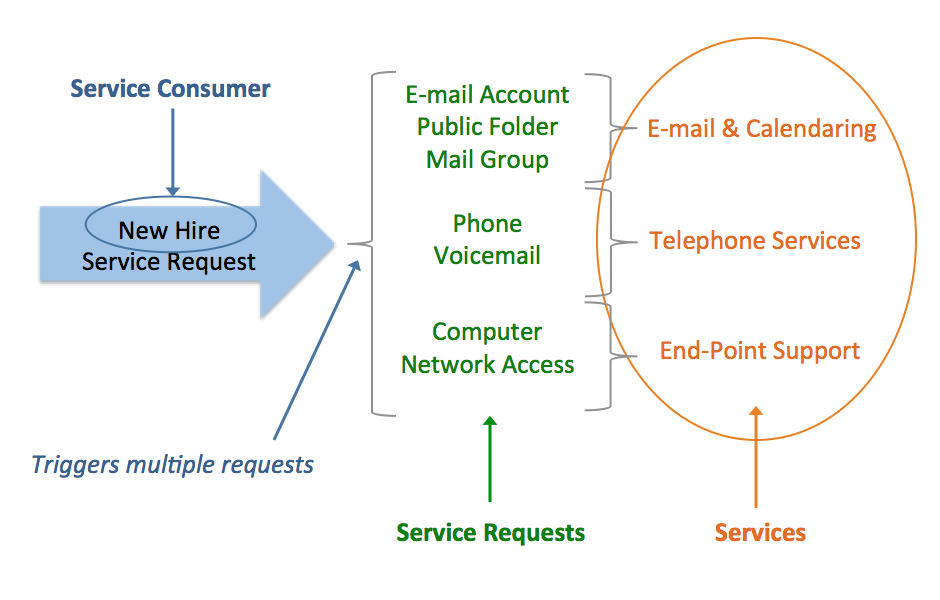 Service Consumer
New Hire
Service Request
Triggers multiple requests
E-mail Account
Public Folder
Mail Group
Phone
Voicemail
Computer
Network Access
Service Requests
E-mail & Calendaring
Telephone Services
End-Point Support
Services